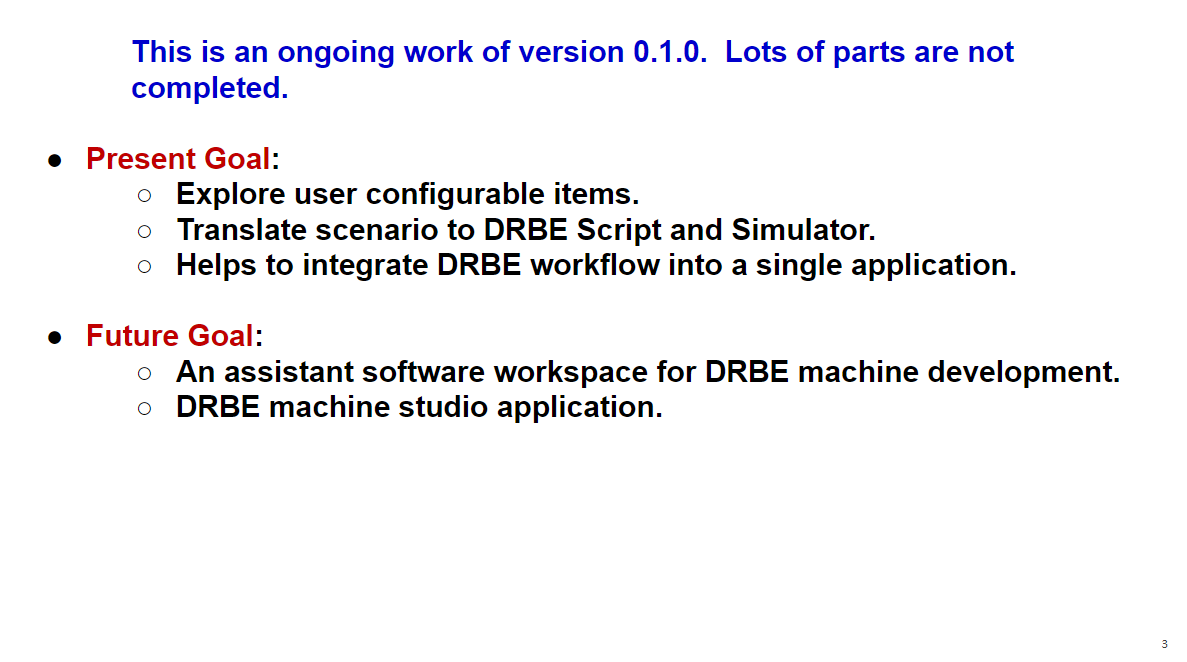 This is an ongoing work of version 0.1.0.  Lots of parts are not
completed.
● Present Goal:
○ Explore user configurable items.
○ Translate scenario to DRBE Script and Simulator.
○ Helps to integrate DRBE workflow into a single application.
● Future Goal:
○ An assistant software workspace for DRBE machine development.
○ DRBE machine studio application.
3